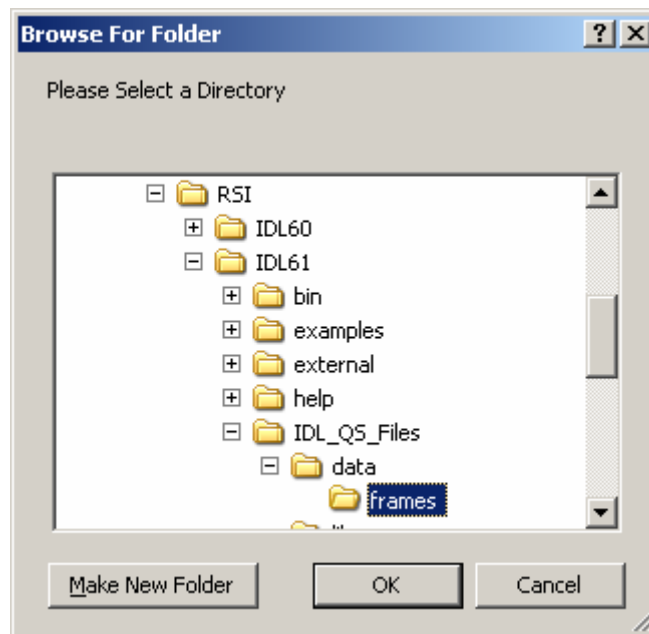 Browse For Folder
Please Select a Directory
RSI
IDL60
IDL61
bin
examples
external
help
IDL_QS_Files
data
frames
Make New Folder
OK
Cancel